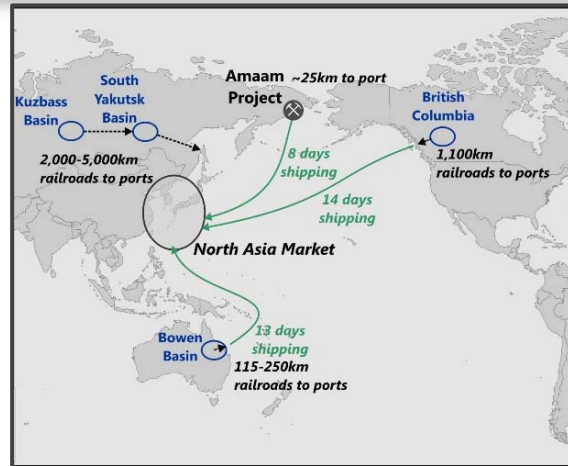 Amaam
Project
~25km to port
South
Yakutsk
Basin
Kuzbass
Basin
British
Columbia
2,000-5,000km
railroads to ports
8 days
shipping
1,100km
railroads to ports
14 days
shipping
North Asia Market
13 days
shipping
Bowen
Basin
115-250km
railroads to ports